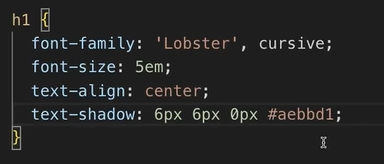 h1 {
font-family: 'Lobster', cursive;
font-size: 5em;
text-align: center;
text-shadow: 6px 6px 0px #aebbd1;
}